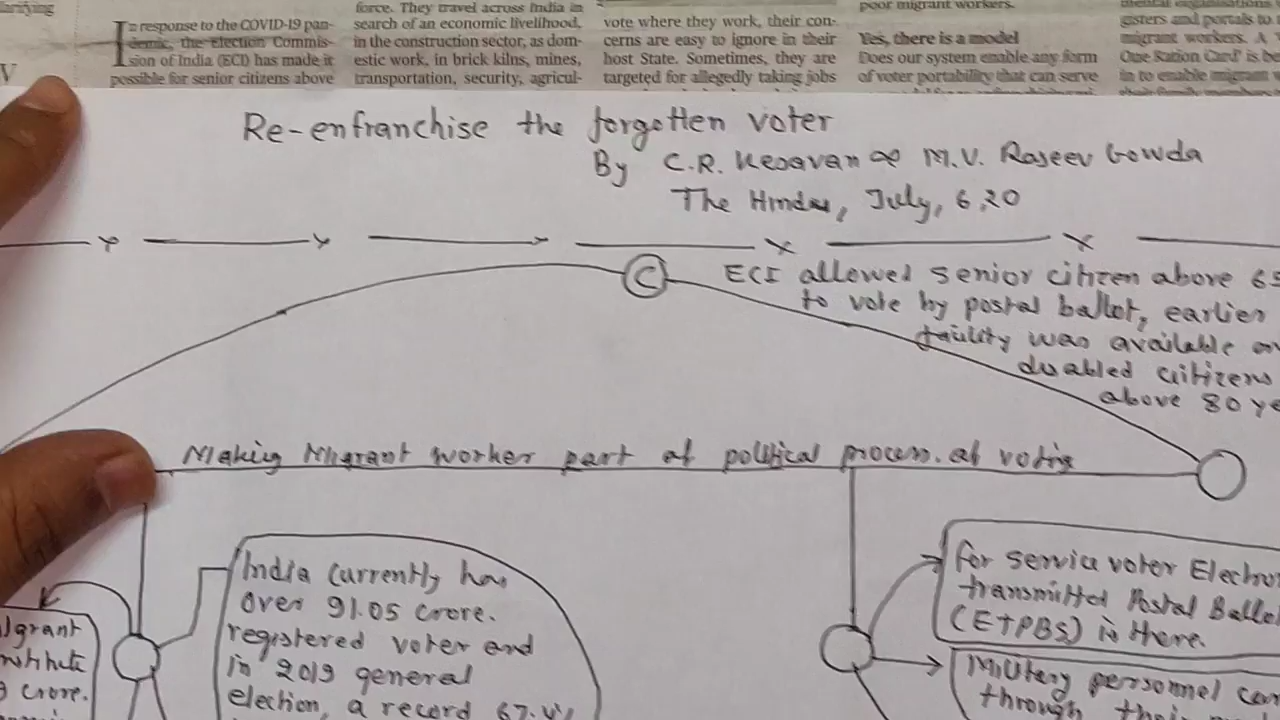 larifying
V
In response to the COVID-19 pan-
demic, the Election Commis-
sion of India (ECI) has made it
possible for senior citizens above
force. They travel across India in
search of an economic livelihood,
in the construction sector, as dom-
estic work, in brick kilns, mines,
transportation, security, agricul-
vote where they work, their con-
cerns are easy to ignore in their
host State. Sometimes, they are
targeted for allegedly taking jobs
poor migrant workers.
Yes, there is a model
Does our system enable any form
of voter portability that can serve
gisters and portals to
migrant workers. A
One Ration Card' is be
in to enable migrant
Re-enfranchise the forgotten voter
By C.R. Kesavan & M.V. Rajeev Gowda
The Hindu, July, 6, 20
C
ECI allowed senior citizen above 65
to vote by postal ballot, earlier
facility was available on
disabled citizens
above 80 ye
Making Migrant worker part of political process. of voting
India currently has
over 91.05 crore.
registered voter and
in 2019 general
election, a record 67.4%
igrant
nstitute
crore.
for service voter Electro
transmitted Postal Ballo
(ETPBS) is there.
Military personnel can
through their